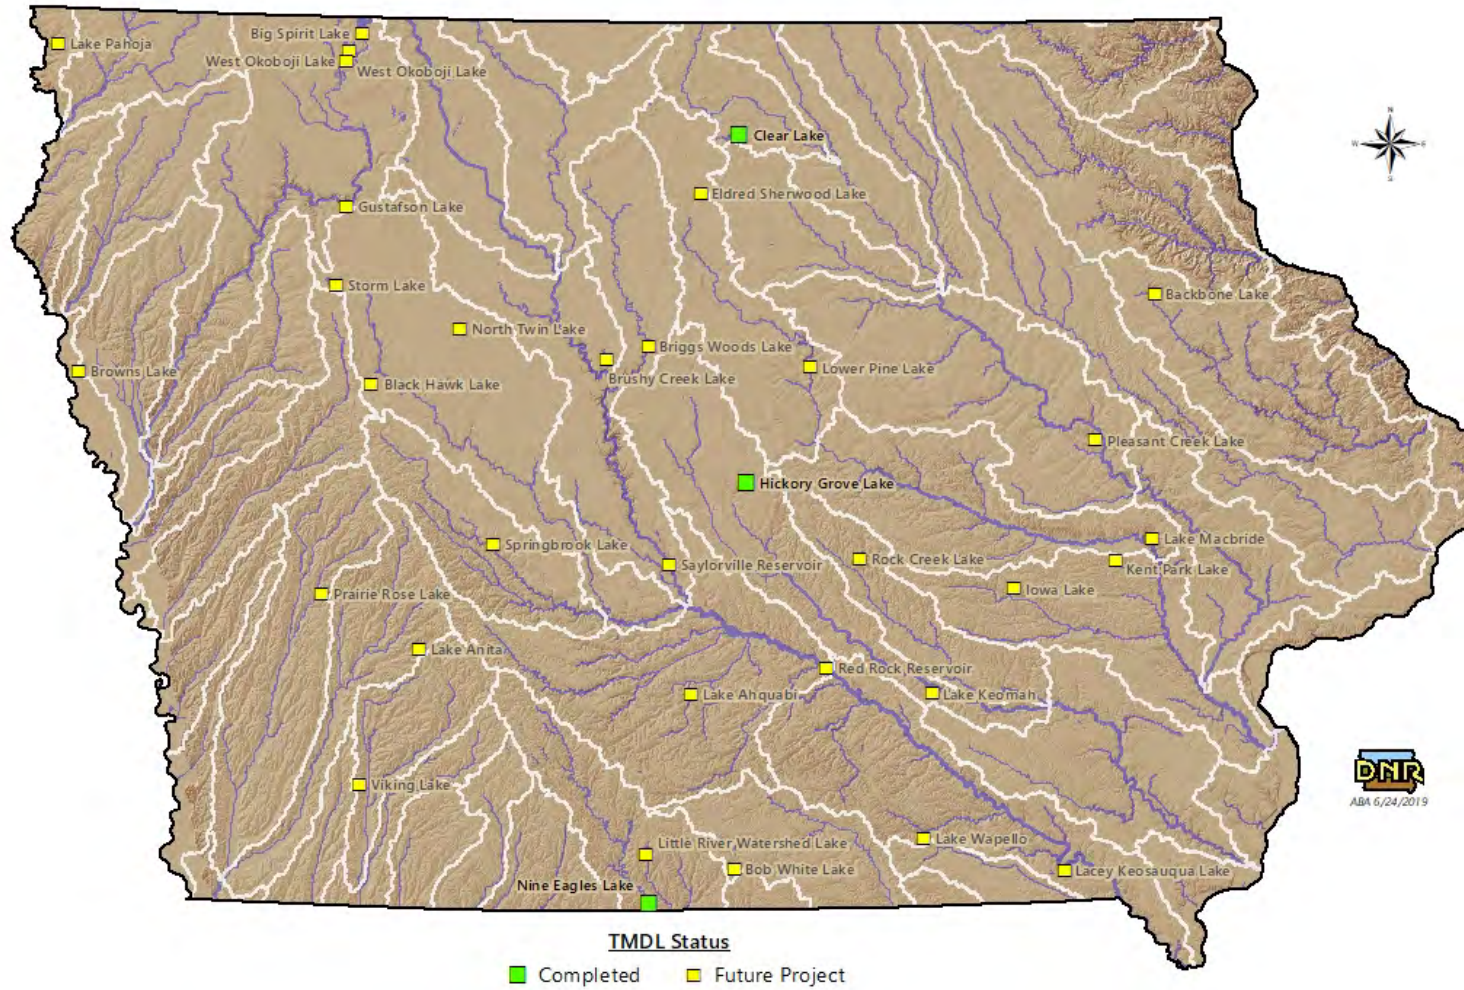 Big Spirit Lake
Lake Pahoja
West Okoboji Lake
West Okoboji Lake
N
W
E
S
Clear Lake
Eldred Sherwood Lake
Gustafson Lake
Storm Lake
Backbone Lake
North Twin Lake
Briggs Woods Lake
Lower Pine Lake
Browns Lake
Brushy Creek Lake
Black Hawk Lake
Pleasant Creek Lake
Hickory Grove Lake
Springbrook Lake
Lake Macbride
Saylorville Reservoir
Rock Creek Lake
Kent Park Lake
Iowa Lake
Prairie Rose Lake
Lake Anita
Red Rock Reservoir
Lake Ahquabi
Lake Keomah
DNR
ABA 6/24/2019
Viking Lake
Little River Watershed Lake
Lake Wapello
Bob White Lake
Lacey Keosauqua Lake
Nine Eagles Lake
TMDL Status
Completed
Future Project